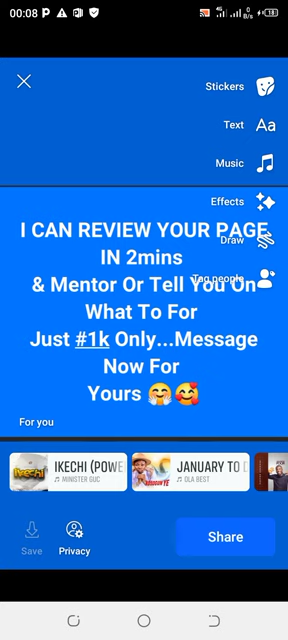 00:08
Stickers
Text
Aa
Music
Effects
I CAN REVIEW YOUR PAGE
IN 2mins
Draw
& Mentor Or Tell You On
Tag people
What To For
Just #1k Only...Message
Now For
Yours 🤗🥰
For you
IKECHI (POWE
MINISTER GUC
JANUARY TO D
OLA BEST
Save
Privacy
Share